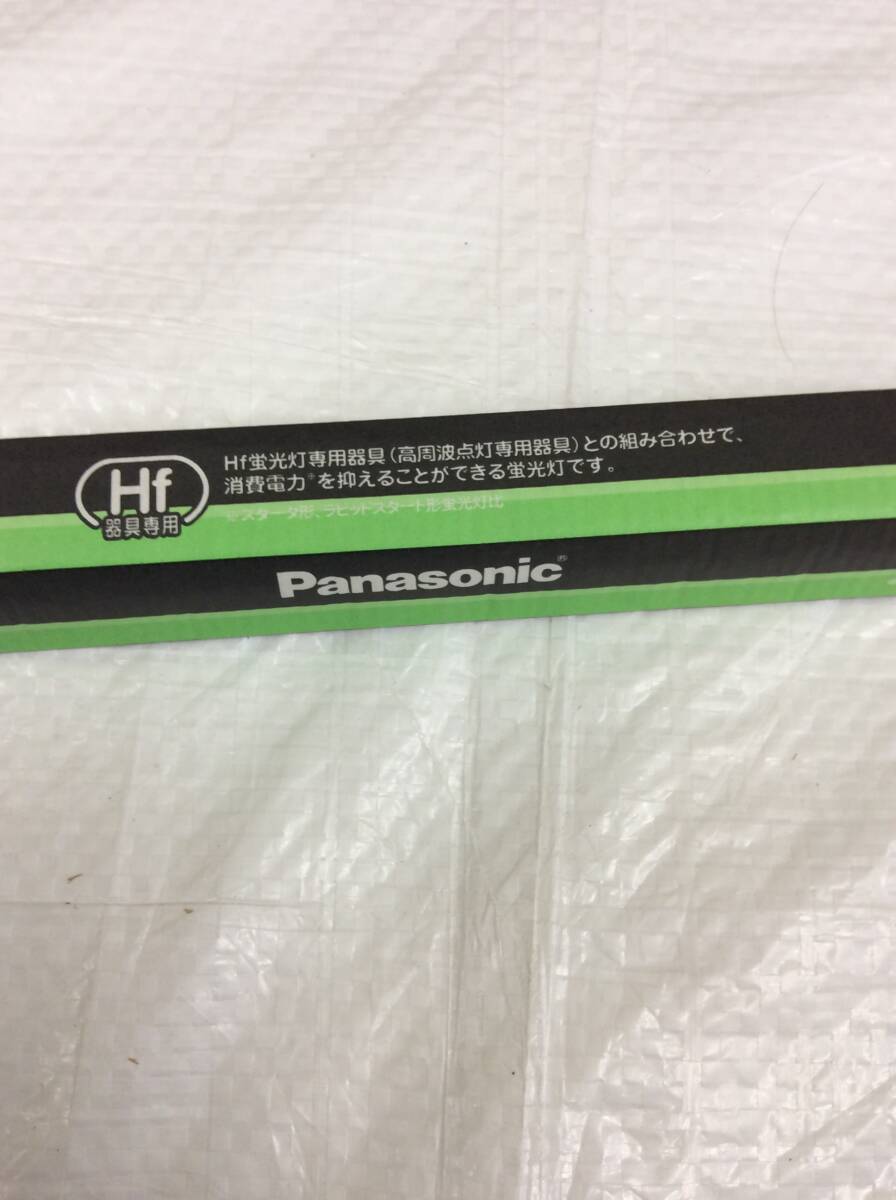 Hf
器具専用
Hf蛍光灯専用器具（高周波点灯専用器具）との組み合わせで、
消費電力※を抑えることができる蛍光灯です。
※スタータ形、ラピッドスタート形蛍光灯比
Panasonic®